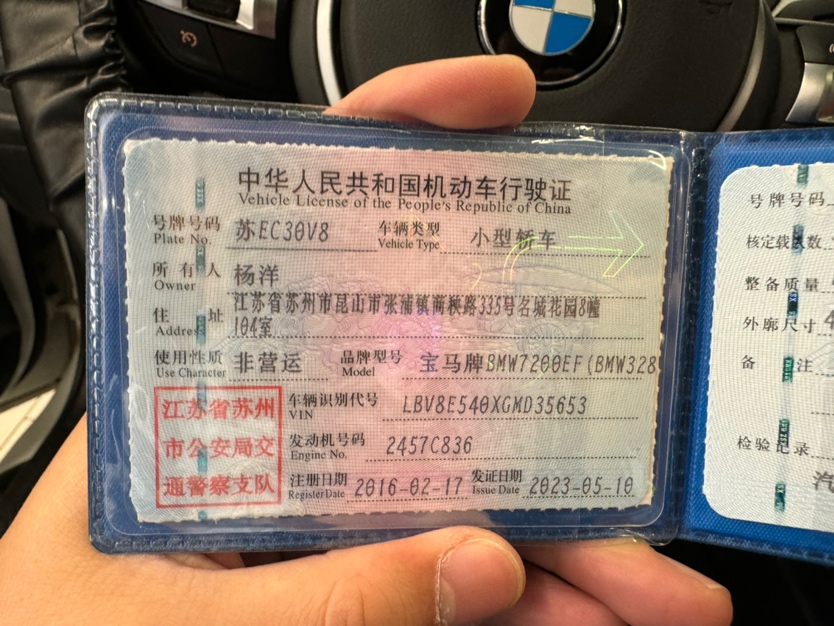 中华人民共和国机动车行驶证
Vehicle License of the People's Republic of China
号牌号码 苏EC30V8 车辆类型 小型轿车
Plate No. Vehicle Type
所有人 杨洋
Owner
住址 江苏省苏州市昆山市张浦镇南秧路335号名城花园8幢
Address 104室
使用性质 非营运 品牌型号 宝马牌BMW7200EF(BMW328
Use Character Model
江苏省苏州
市公安局交
通警察支队
车辆识别代号 LBV8E540XGMD35653
VIN
发动机号码 2457C836
Engine No.
注册日期 2016-02-17 发证日期 2023-05-10
Register Date Issue Date
号牌号码
核定载人数
整备质量
外廓尺寸 4
备注
检验记录
汽